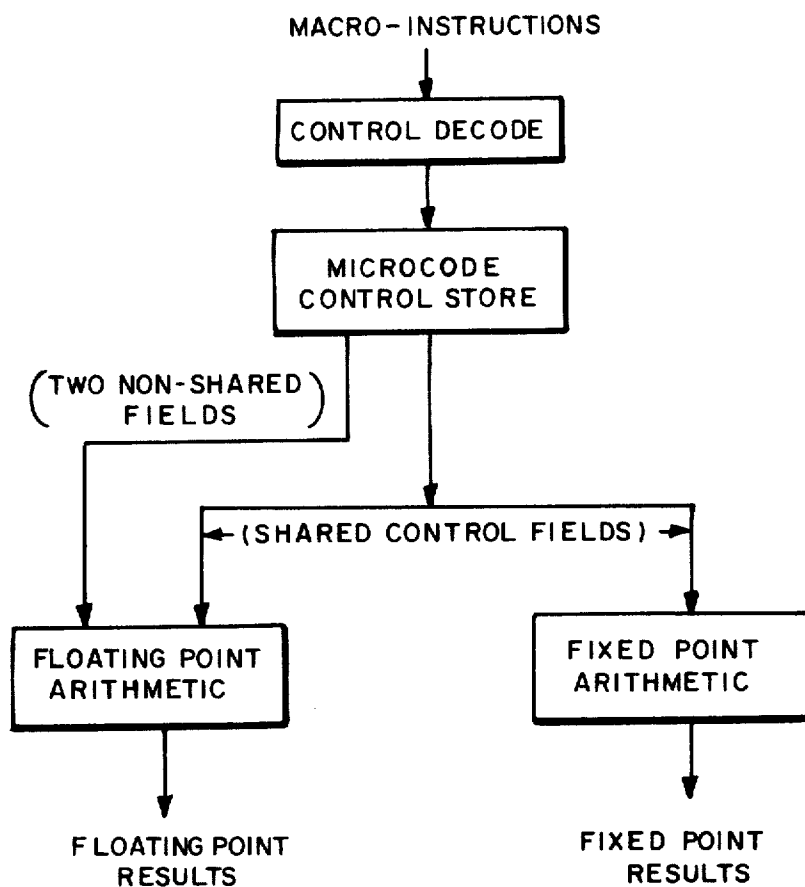 MACRO-INSTRUCTIONS
CONTROL DECODE
MICROCODE
CONTROL STORE
(TWO NON-SHARED
FIELDS)
(SHARED CONTROL FIELDS)
FLOATING POINT
ARITHMETIC
FIXED POINT
ARITHMETIC
FLOATING POINT
RESULTS
FIXED POINT
RESULTS